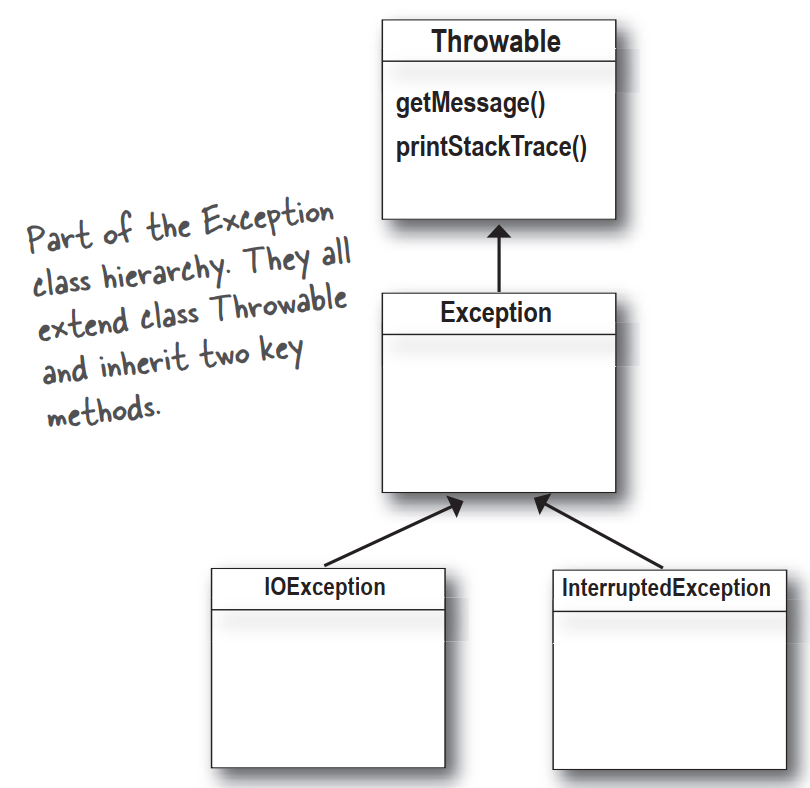 Throwable
getMessage()
printStackTrace()
Part of the Exception
class hierarchy. They all
extend class Throwable
and inherit two key
methods.
Exception
IOException
InterruptedException